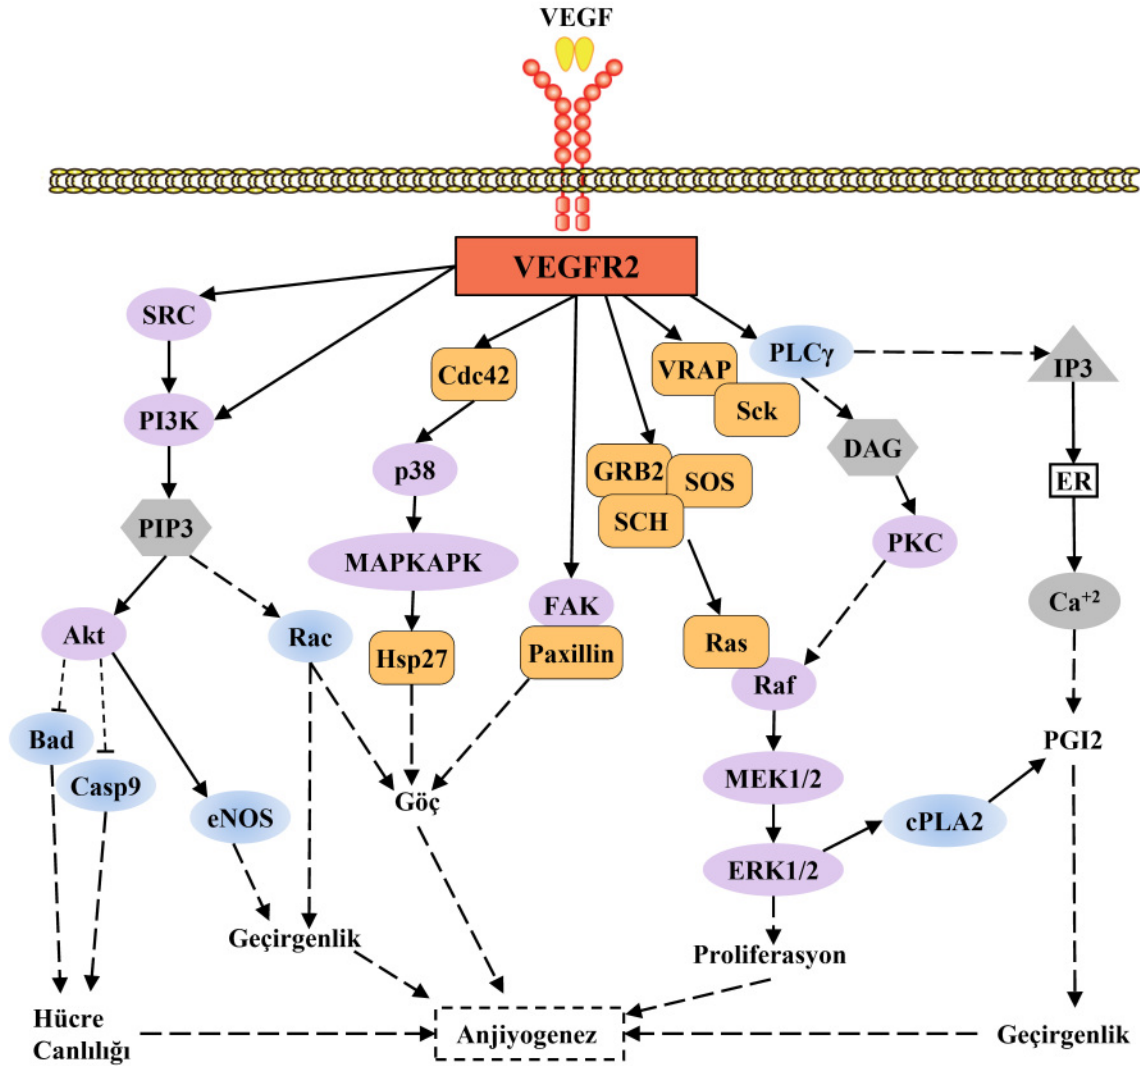 VEGF
VEGFR2
SRC
PLCγ
VRAP
IP3
Cdc42
Sck
PI3K
DAG
p38
GRB2
SOS
ER
SCH
PIP3
PKC
MAPKAPK
FAK
Ca+2
Akt
Rac
Hsp27
Paxillin
Ras
Raf
Bad
PGI2
Casp9
MEK1/2
Göç
eNOS
cPLA2
ERK1/2
Geçirgenlik
Proliferasyon
Hücre
Canlılığı
Anjiyogenez
Geçirgenlik